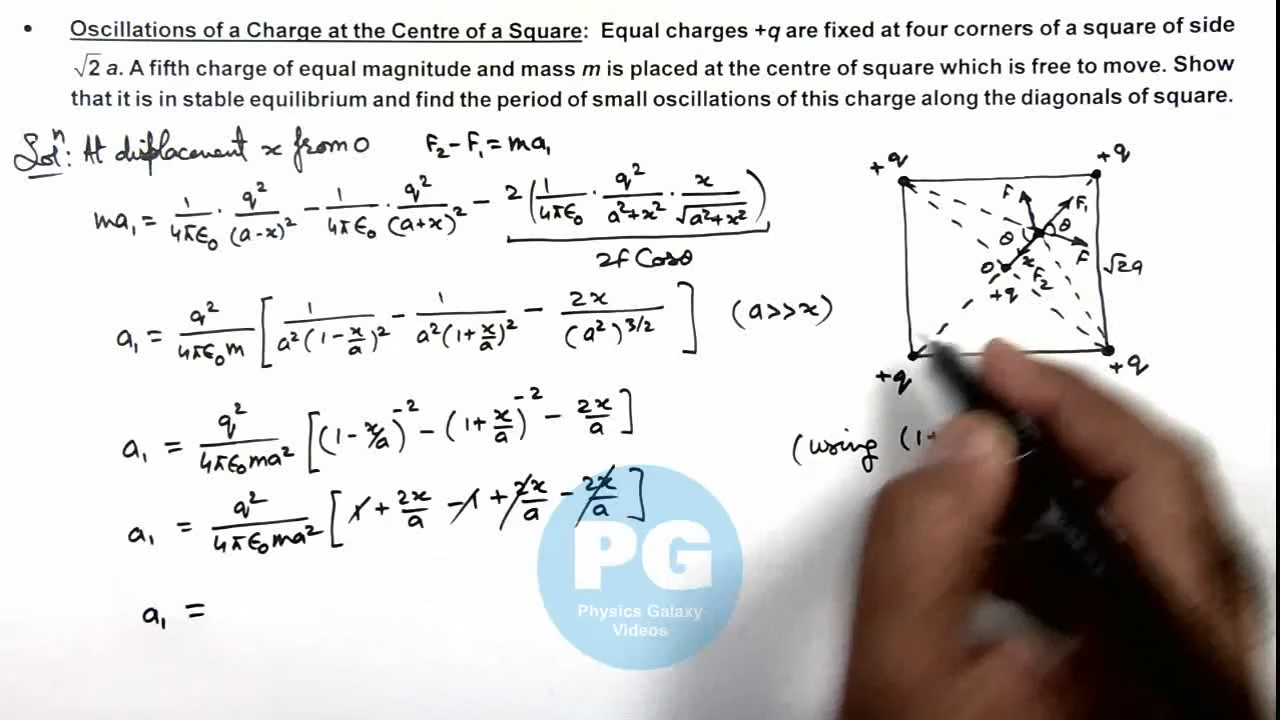 • Oscillations of a Charge at the Centre of a Square: Equal charges +q are fixed at four corners of a square of side
√2 a. A fifth charge of equal magnitude and mass m is placed at the centre of square which is free to move. Show
that it is in stable equilibrium and find the period of small oscillations of this charge along the diagonals of square.
Solⁿ: At displacement x from O F₂-F₁=ma₁
ma₁ = 1/4πε₀ · q²/(a-x)² - 1/4πε₀ · q²/(a+x)² - 2(1/4πε₀ · q²/a²+x² · x/√a²+x²)
2F Cosθ
a₁ = q²/4πε₀m [1/a²(1-x/a)² - 1/a²(1+x/a)² - 2x/(a²)^3/2] (a>>x)
a₁ = q²/4πε₀ma² [(1-x/a)^-2 - (1+x/a)^-2 - 2x/a]
a₁ = q²/4πε₀ma² [1 + 2x/a - 1 + 2x/a - 2x/a]
a₁ =
+q
+q
F
F₁
θ
θ
F
O
x
F₂
+q
√2a
+q
+q
(using (1+
PG
Physics Galaxy
Videos